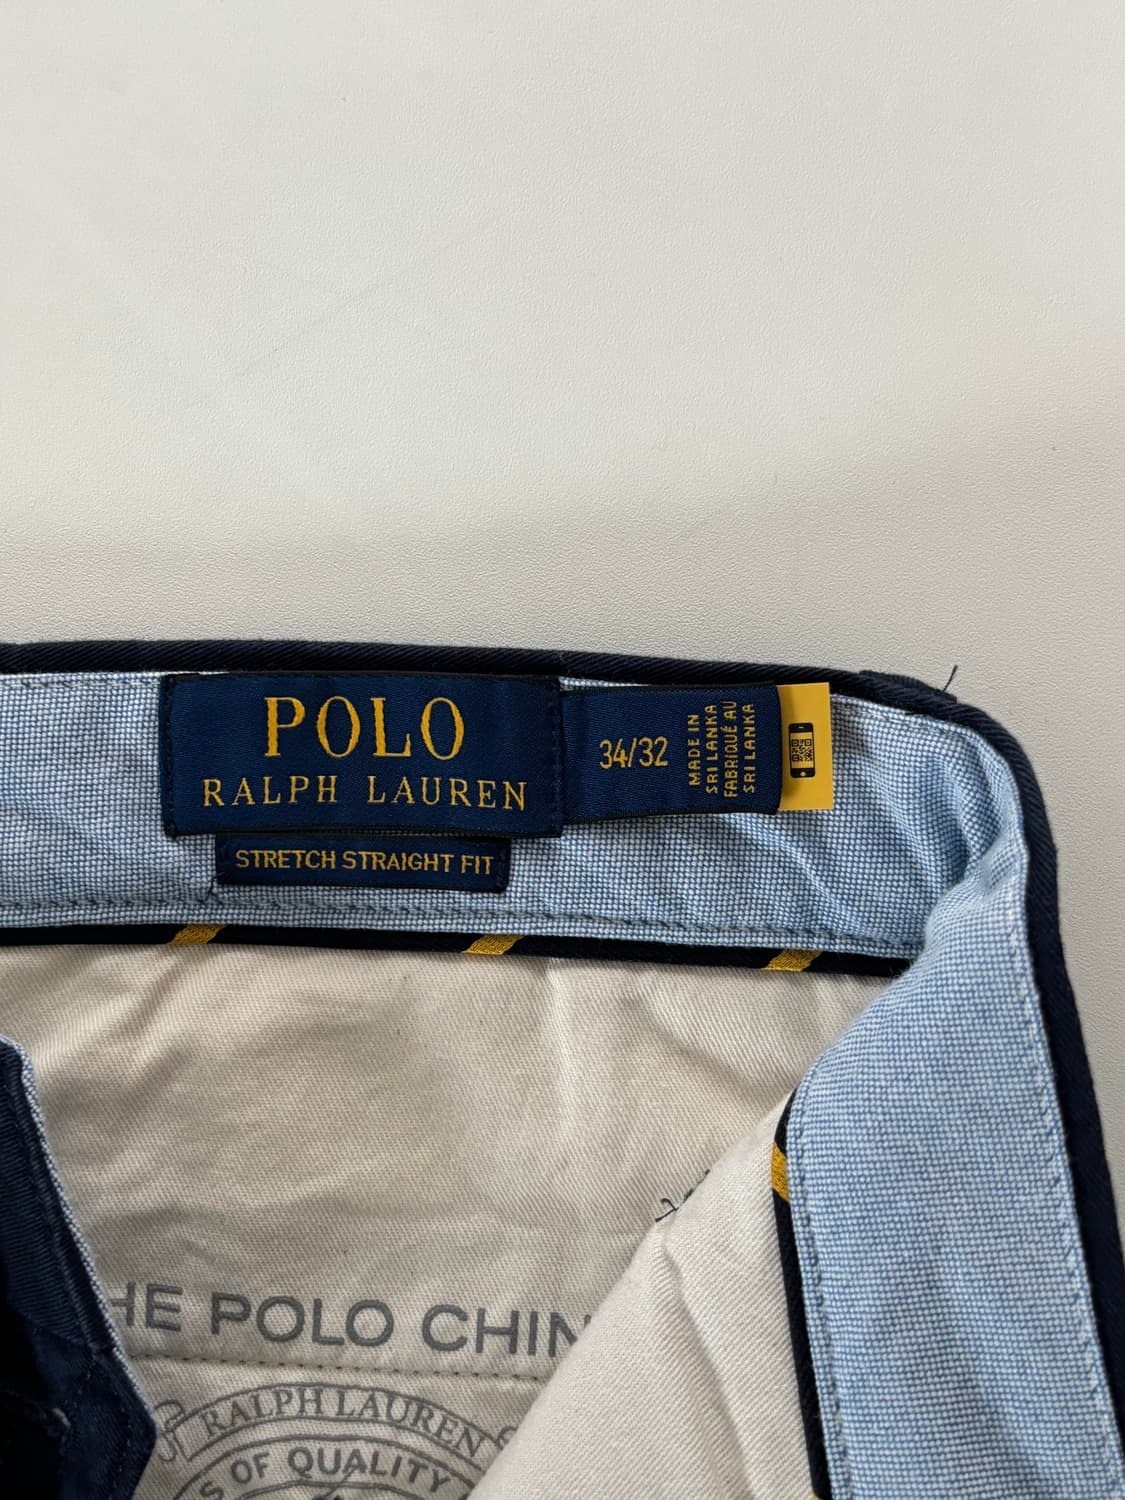 POLO
RALPH LAUREN
STRETCH STRAIGHT FIT
34/32
MADE IN
SRI LANKA
FABRIQUÉ AU
SRI LANKA
HE POLO CHIN
RALPH LAUREN
S OF QUALITY